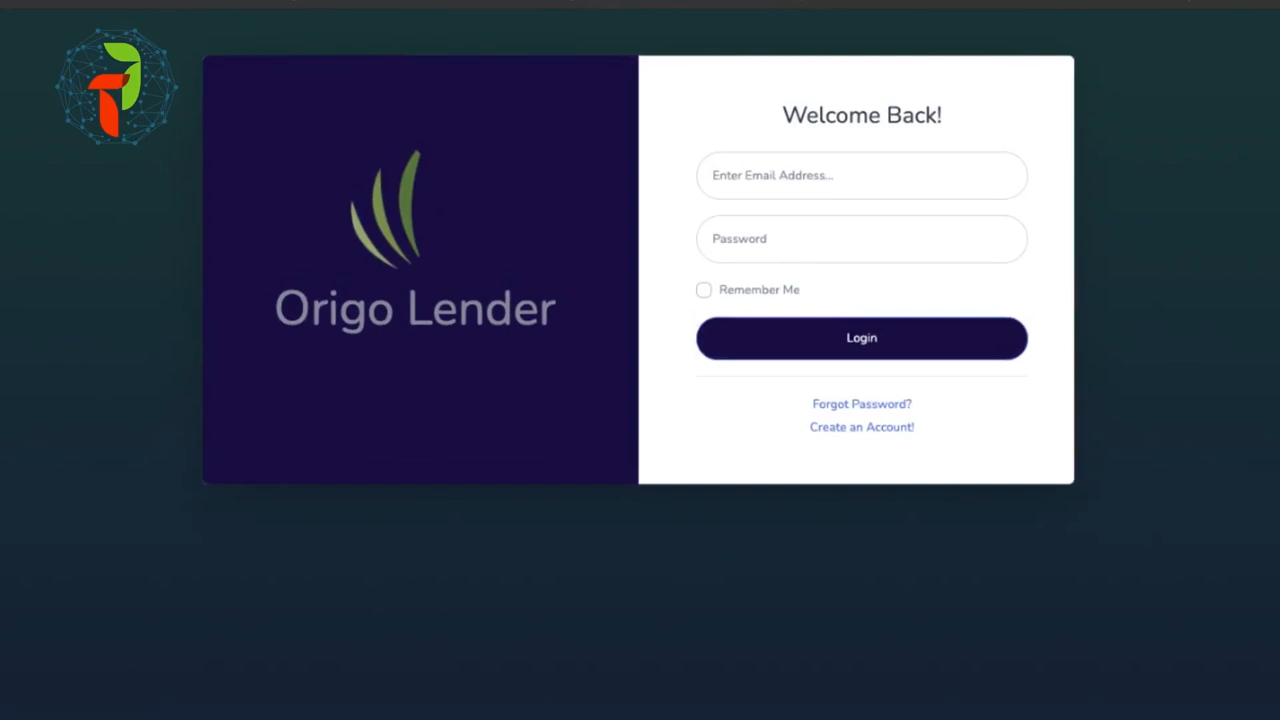 Origo Lender
Welcome Back!
Enter Email Address...
Password
Remember Me
Login
Forgot Password?
Create an Account!